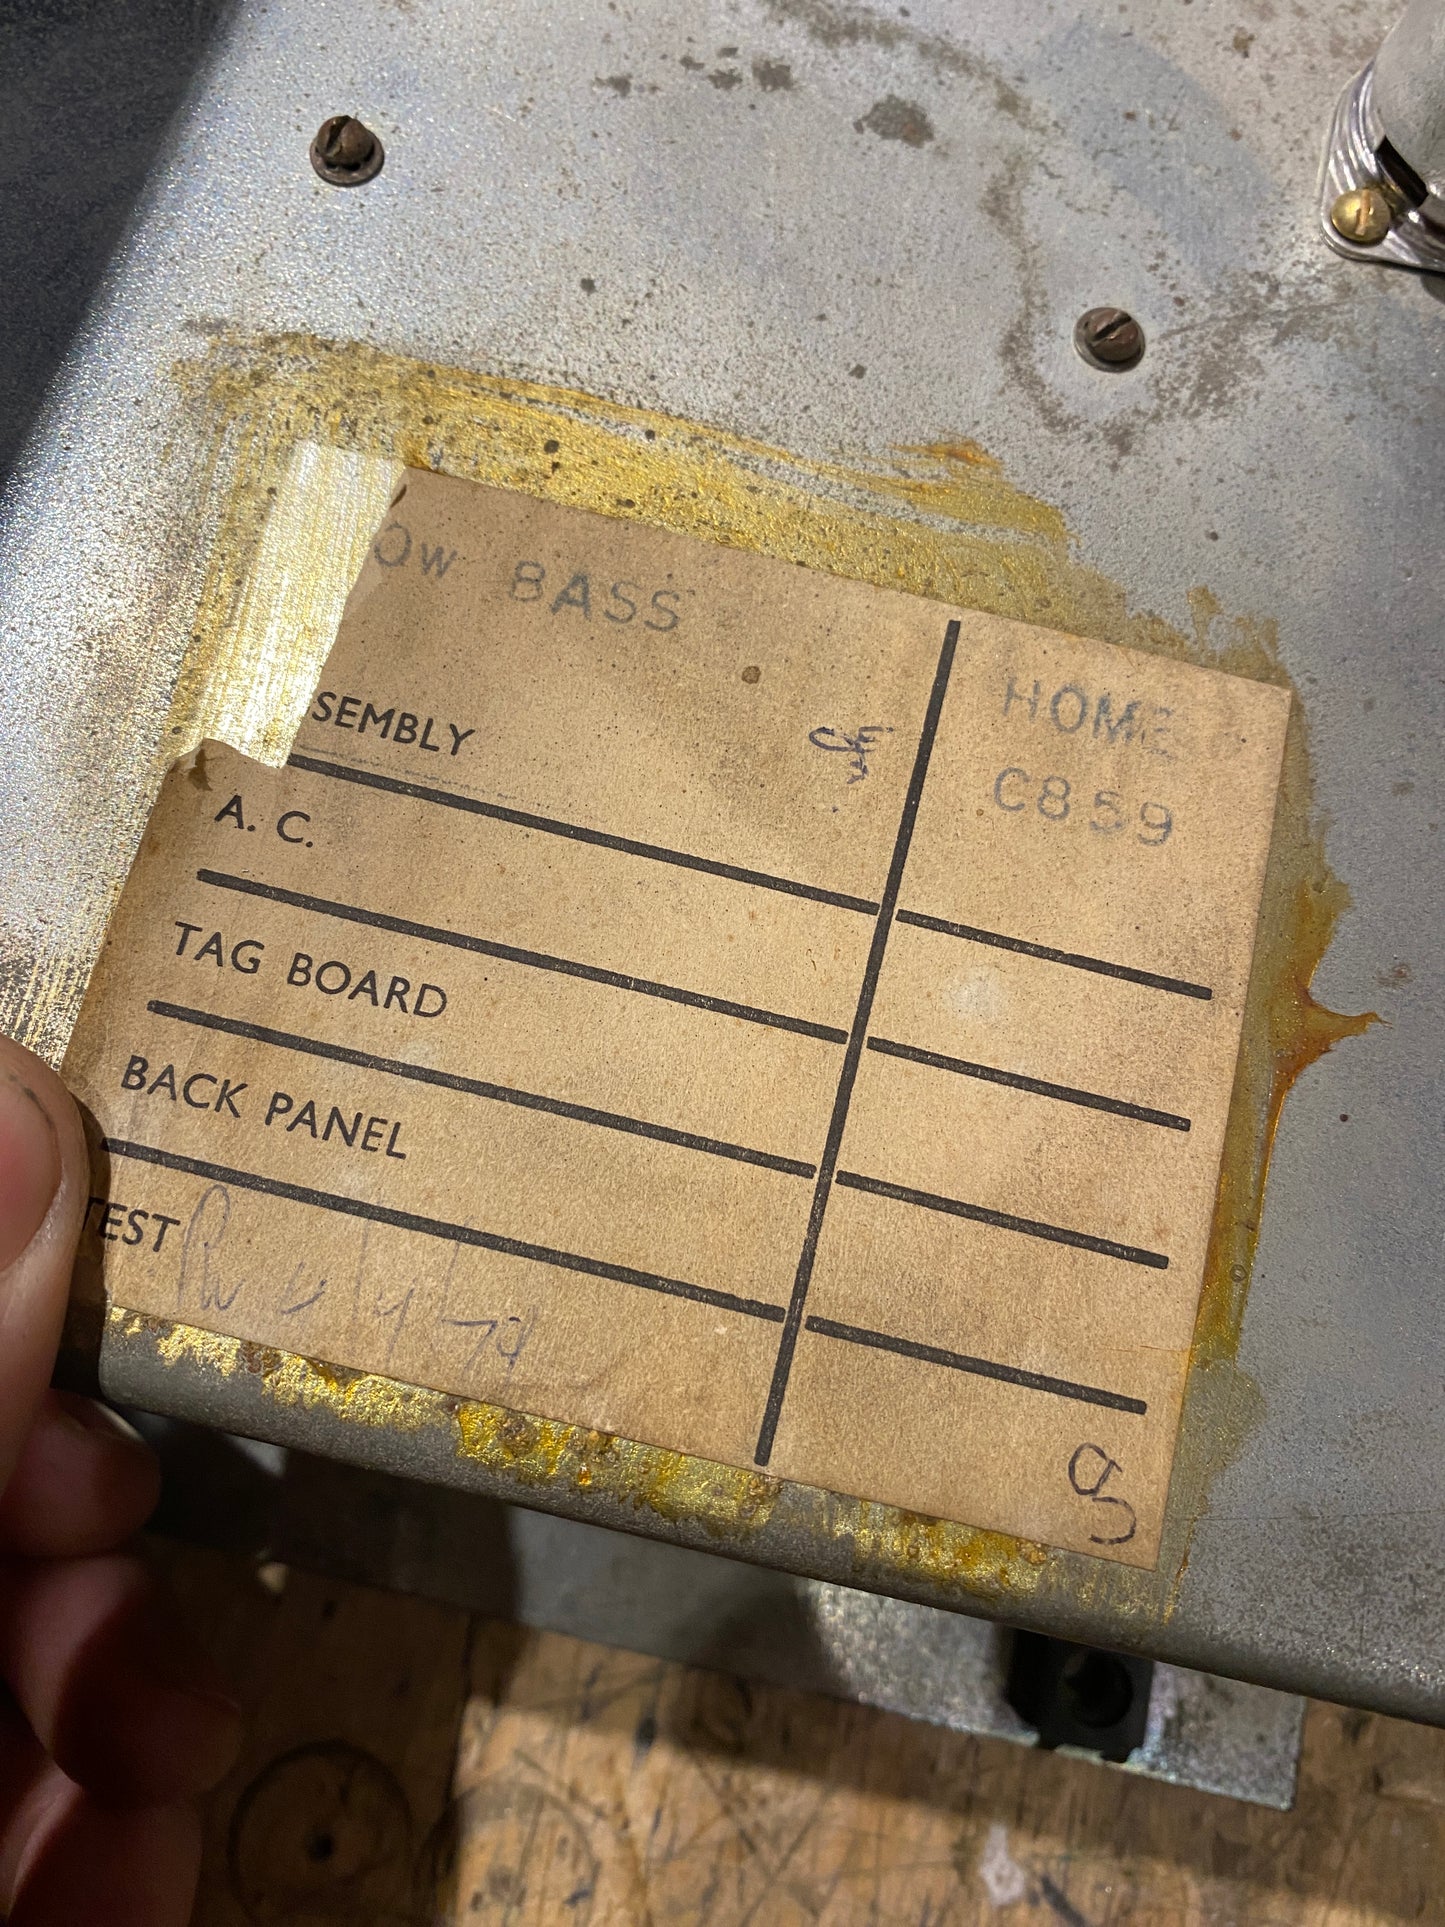 OW BASS
HOME
C859
SEMBLY
A. C.
TAG BOARD
BACK PANEL
TEST